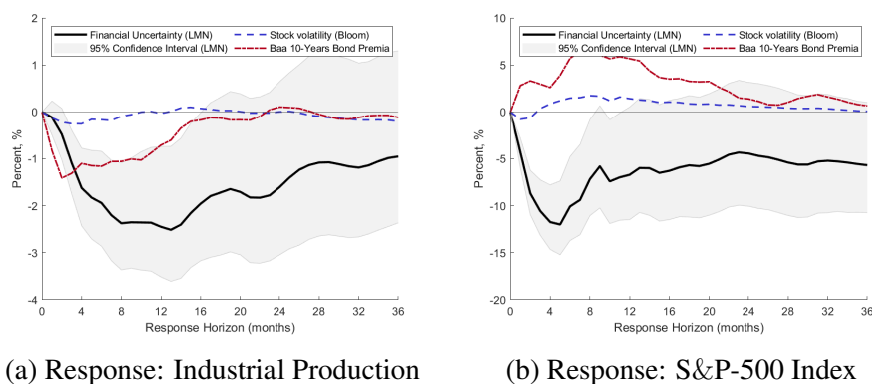 Financial Uncertainty (LMN)
95% Confidence Interval (LMN)
Stock volatility (Bloom)
Baa 10-Years Bond Premia
2%
1
0
-1
-2
-3
-4
Percent, %
0 4 8 12 16 20 24 28 32 36
Response Horizon (months)
(a) Response: Industrial Production
Financial Uncertainty (LMN)
95% Confidence Interval (LMN)
Stock volatility (Bloom)
Baa 10-Years Bond Premia
10%
5
0
-5
-10
-15
-20
Percent, %
0 4 8 12 16 20 24 28 32 36
Response Horizon (months)
(b) Response: S&P-500 Index